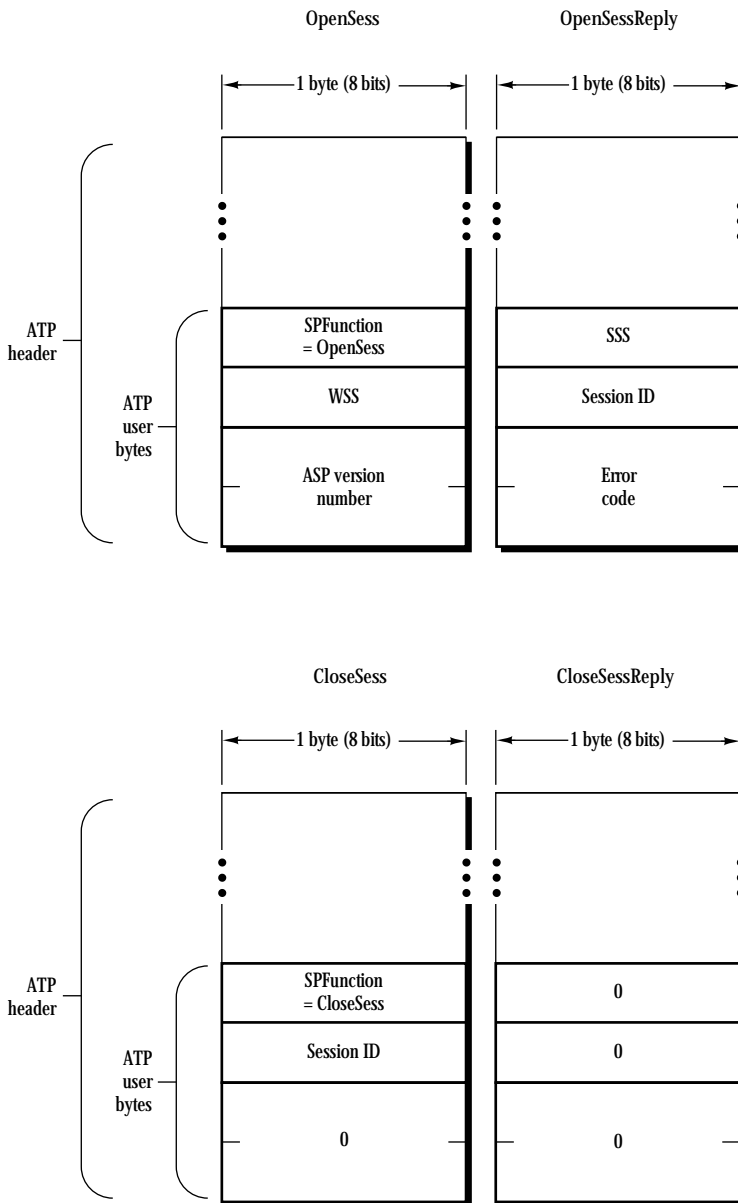 OpenSess
OpenSessReply
1 byte (8 bits)
1 byte (8 bits)
ATP
header
ATP
user
bytes
SPFunction
= OpenSess
SSS
WSS
Session ID
ASP version
number
Error
code
CloseSess
CloseSessReply
1 byte (8 bits)
1 byte (8 bits)
ATP
header
ATP
user
bytes
SPFunction
= CloseSess
0
Session ID
0
0
0